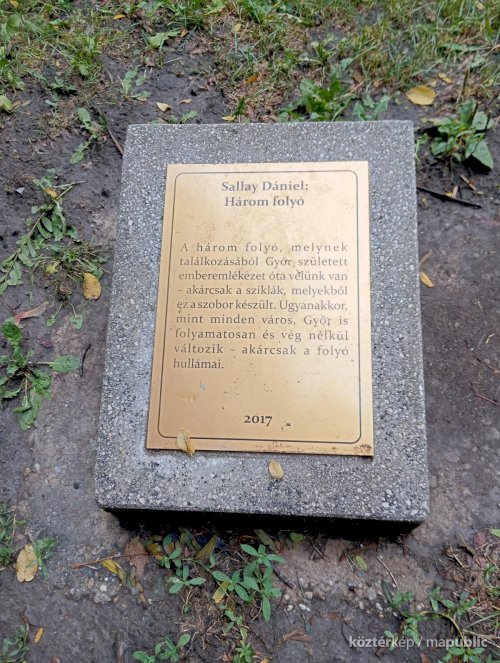 Sallay Dániel:
Három folyó
A három folyó, melynek
találkozásából Győr született
emberemlékezet óta velünk van
- akárcsak a sziklák, melyekből
ez a szobor készült. Ugyanakkor,
mint minden város, Győr is
folyamatosan és vég nélkül
változik - akárcsak a folyó
hullámai.
2017
köztérkép / mapublic